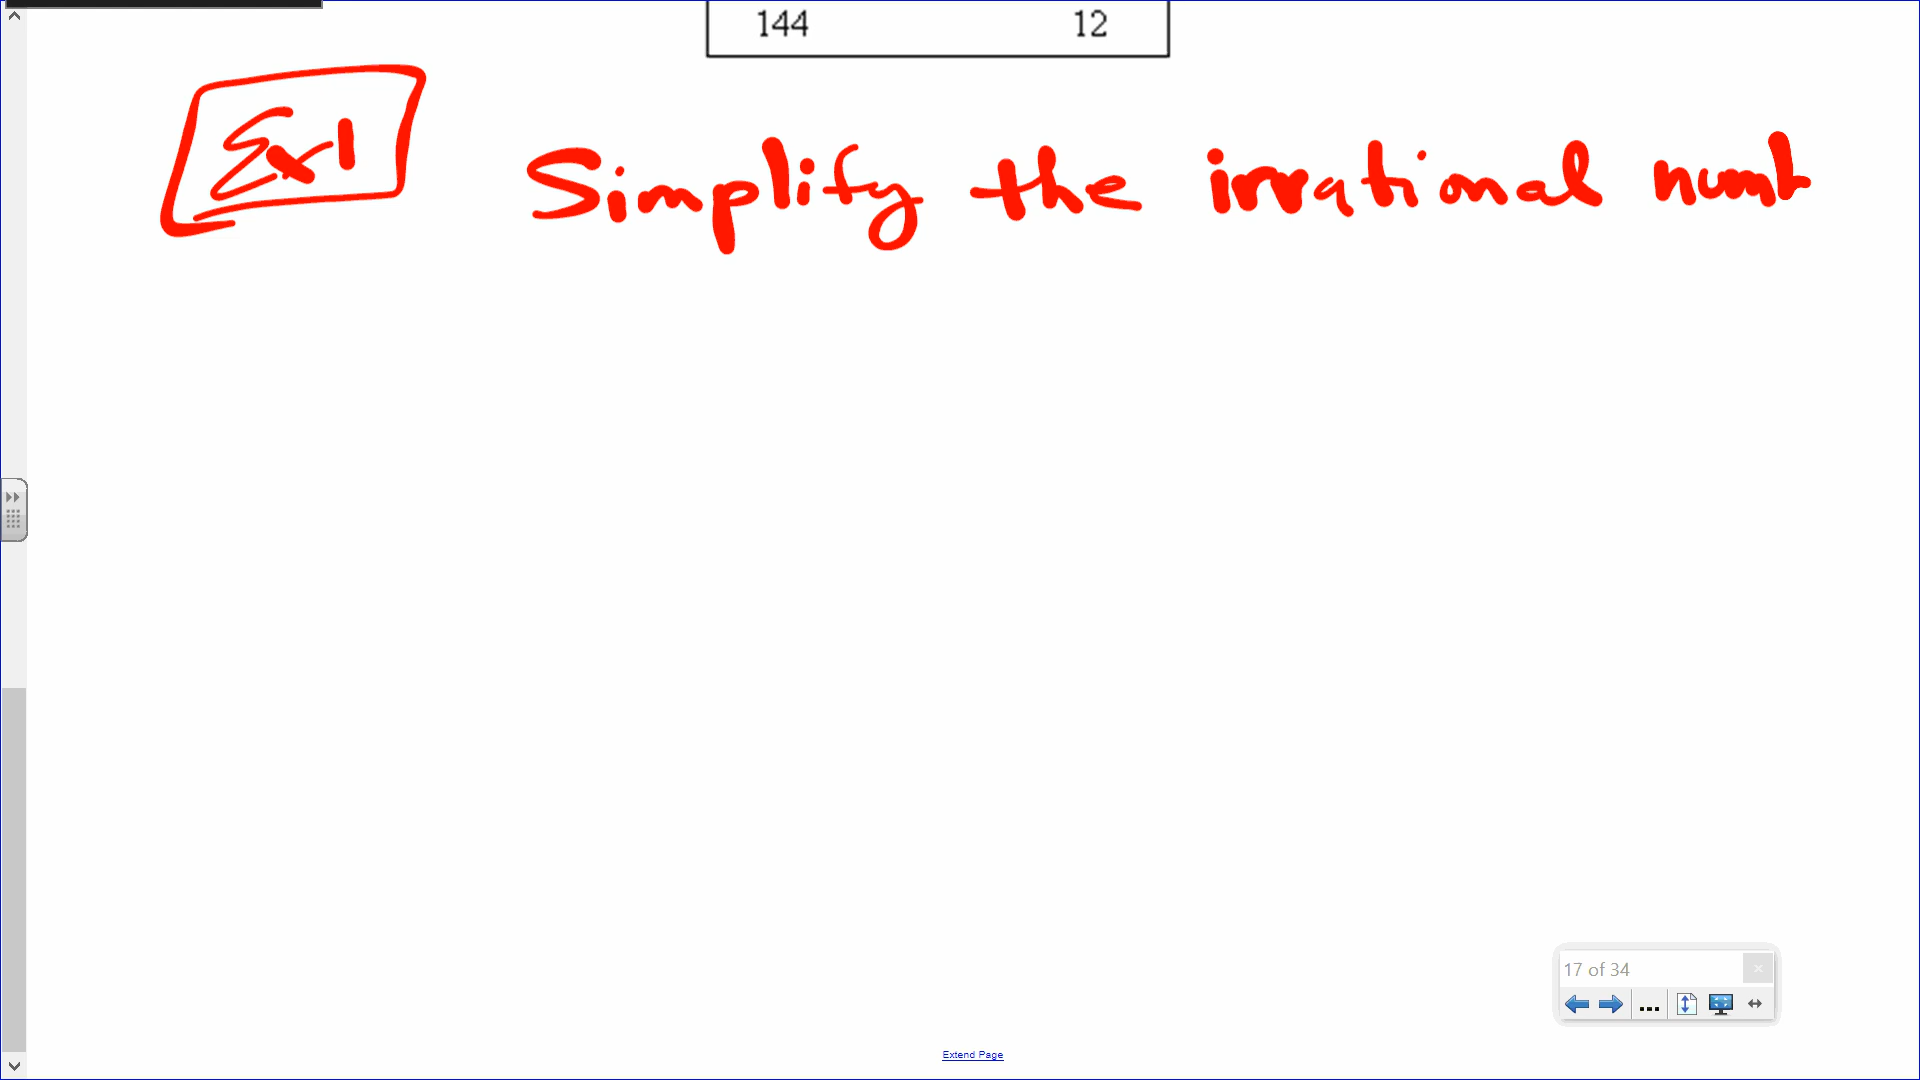 144 12
Ex1
Simplify the irrational numb
17 of 34
...
Extend Page